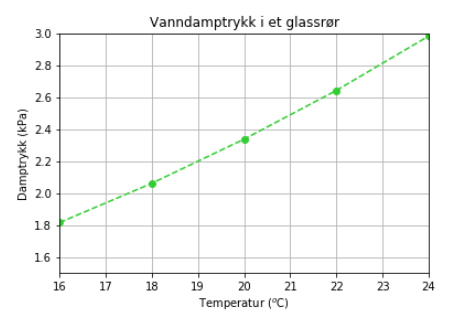 Vanndamptrykk i et glassrør
3.0
2.8
2.6
2.4
2.2
2.0
1.8
1.6
Damptrykk (kPa)
16 17 18 19 20 21 22 23 24
Temperatur (°C)